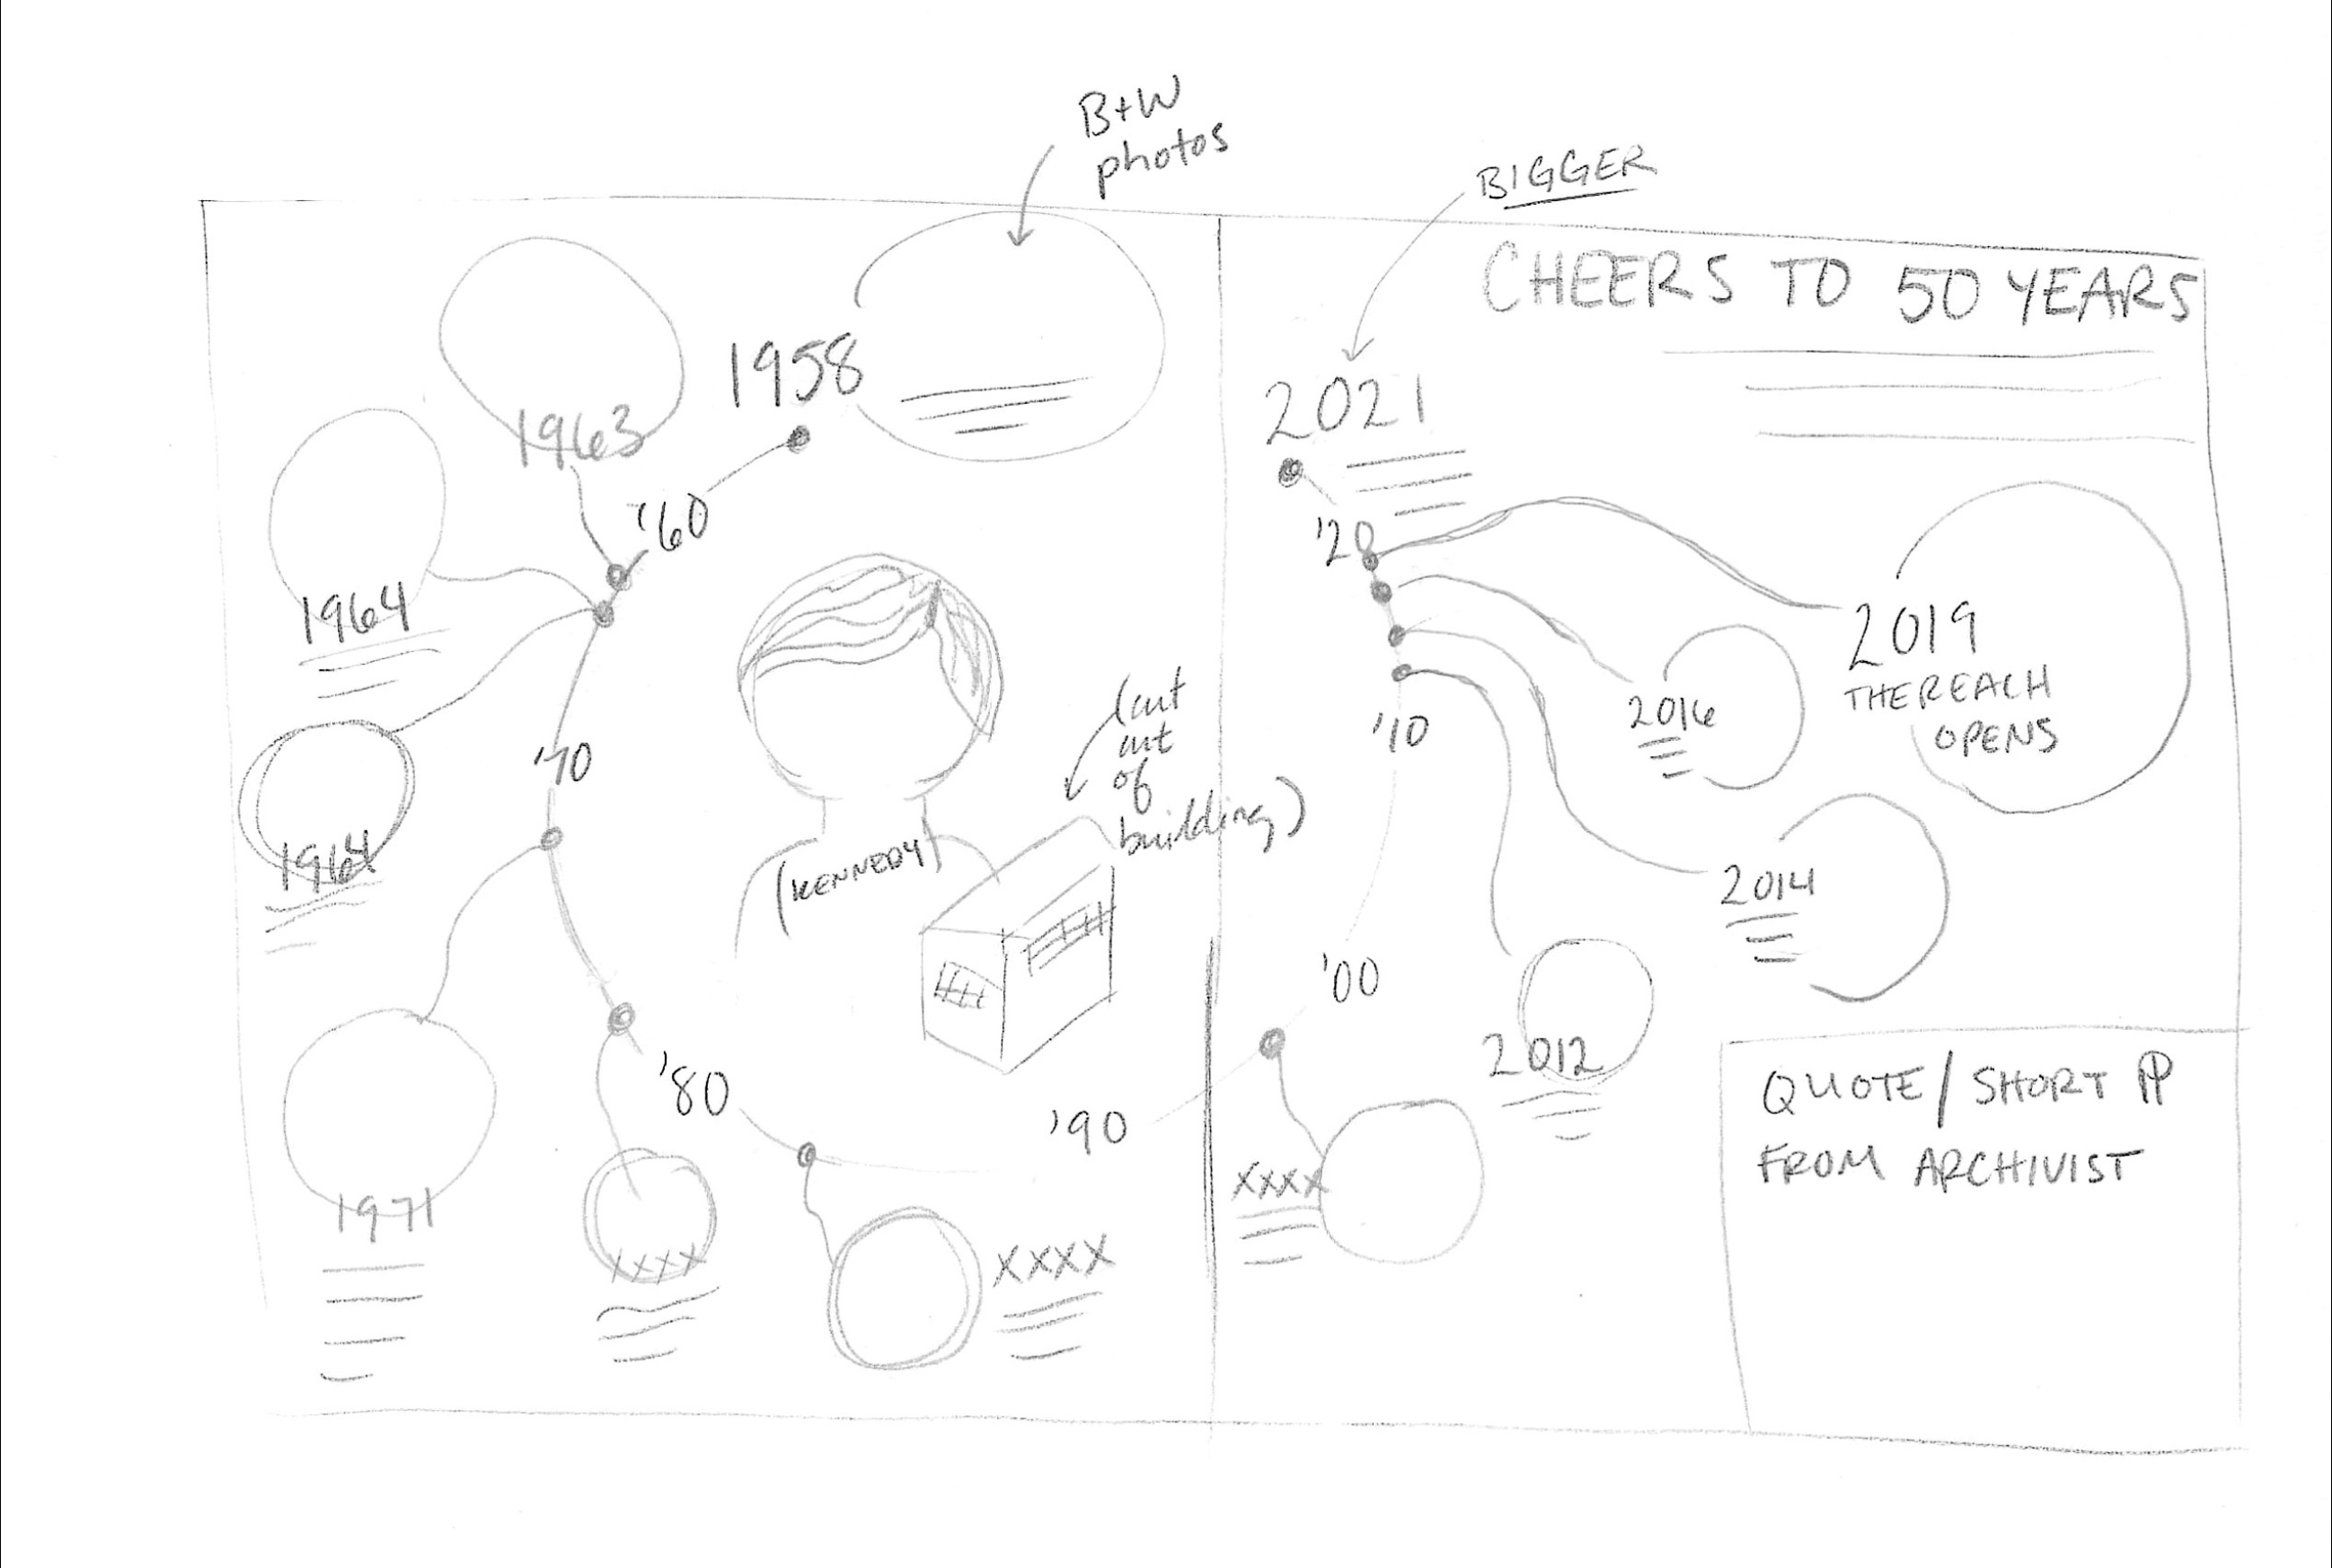 B+W
photos
BIGGER
CHEERS TO 50 YEARS
1958
1963
2021
'60
'20
1964
2019
THE REACH
OPENS
2016
(cut
out
of
building)
'70
'10
1964
(KENNEDY)
2014
'00
2012
'80
'90
QUOTE/SHORT ¶
FROM ARCHIVIST
1971
XXXX
XXXX
XXXX